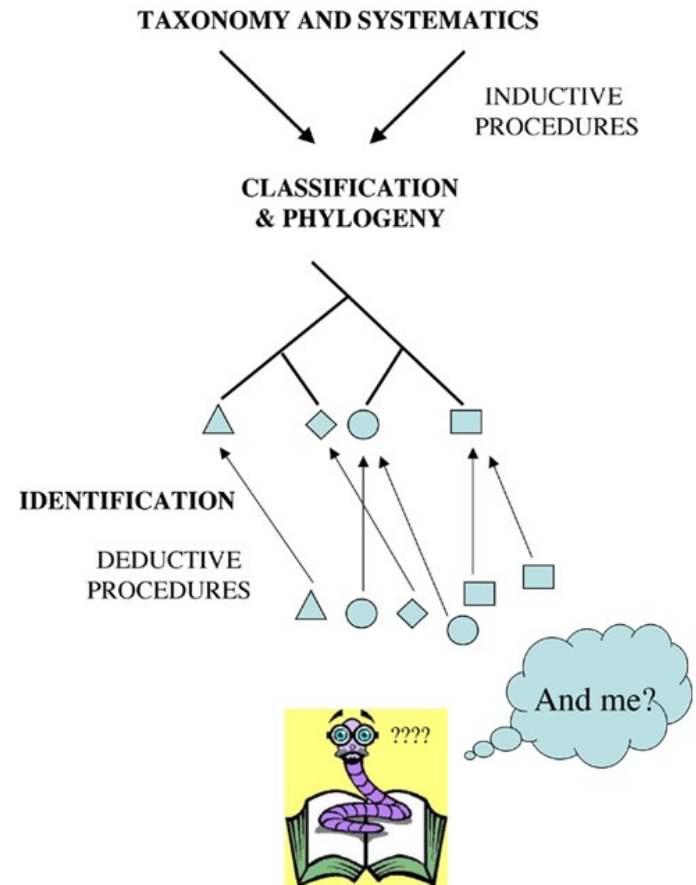 TAXONOMY AND SYSTEMATICS
INDUCTIVE
PROCEDURES
CLASSIFICATION
& PHYLOGENY
IDENTIFICATION
DEDUCTIVE
PROCEDURES
And me?
????